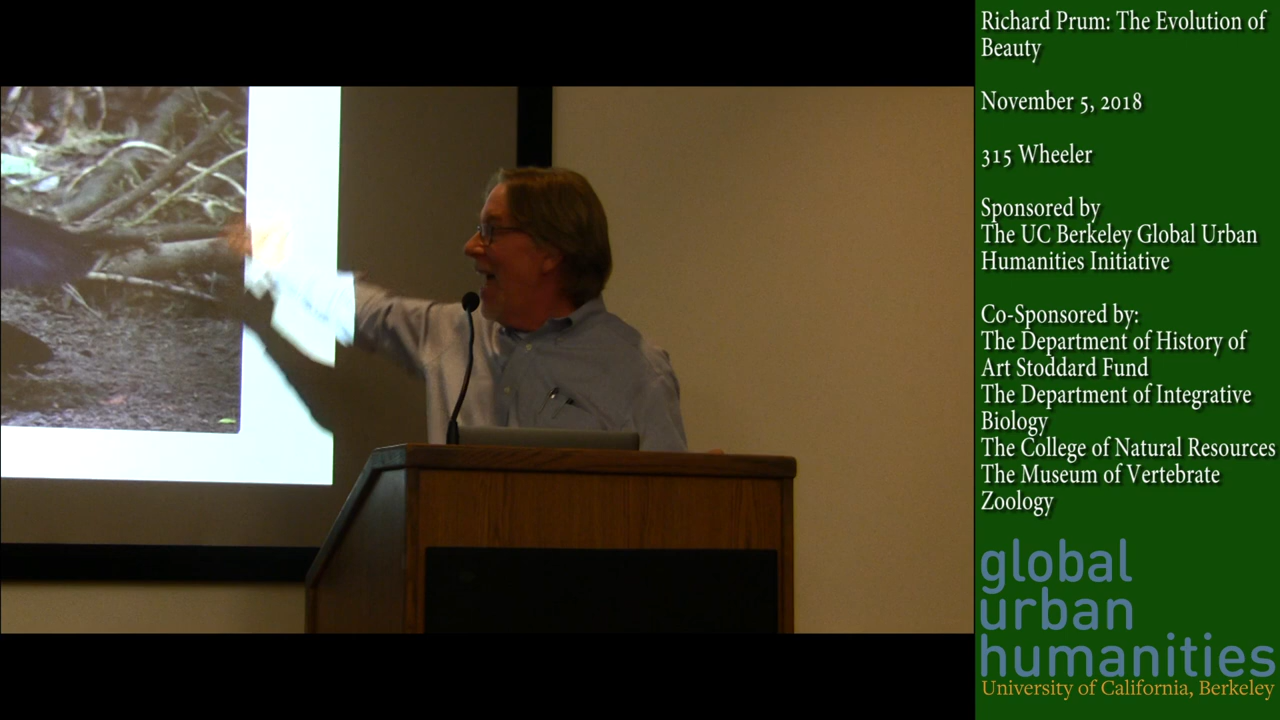 Richard Prum: The Evolution of
Beauty
November 5, 2018
315 Wheeler
Sponsored by
The UC Berkeley Global Urban
Humanities Initiative
Co-Sponsored by:
The Department of History of
Art Stoddard Fund
The Department of Integrative
Biology
The College of Natural Resources
The Museum of Vertebrate
Zoology
global
urban
humanities
University of California, Berkeley